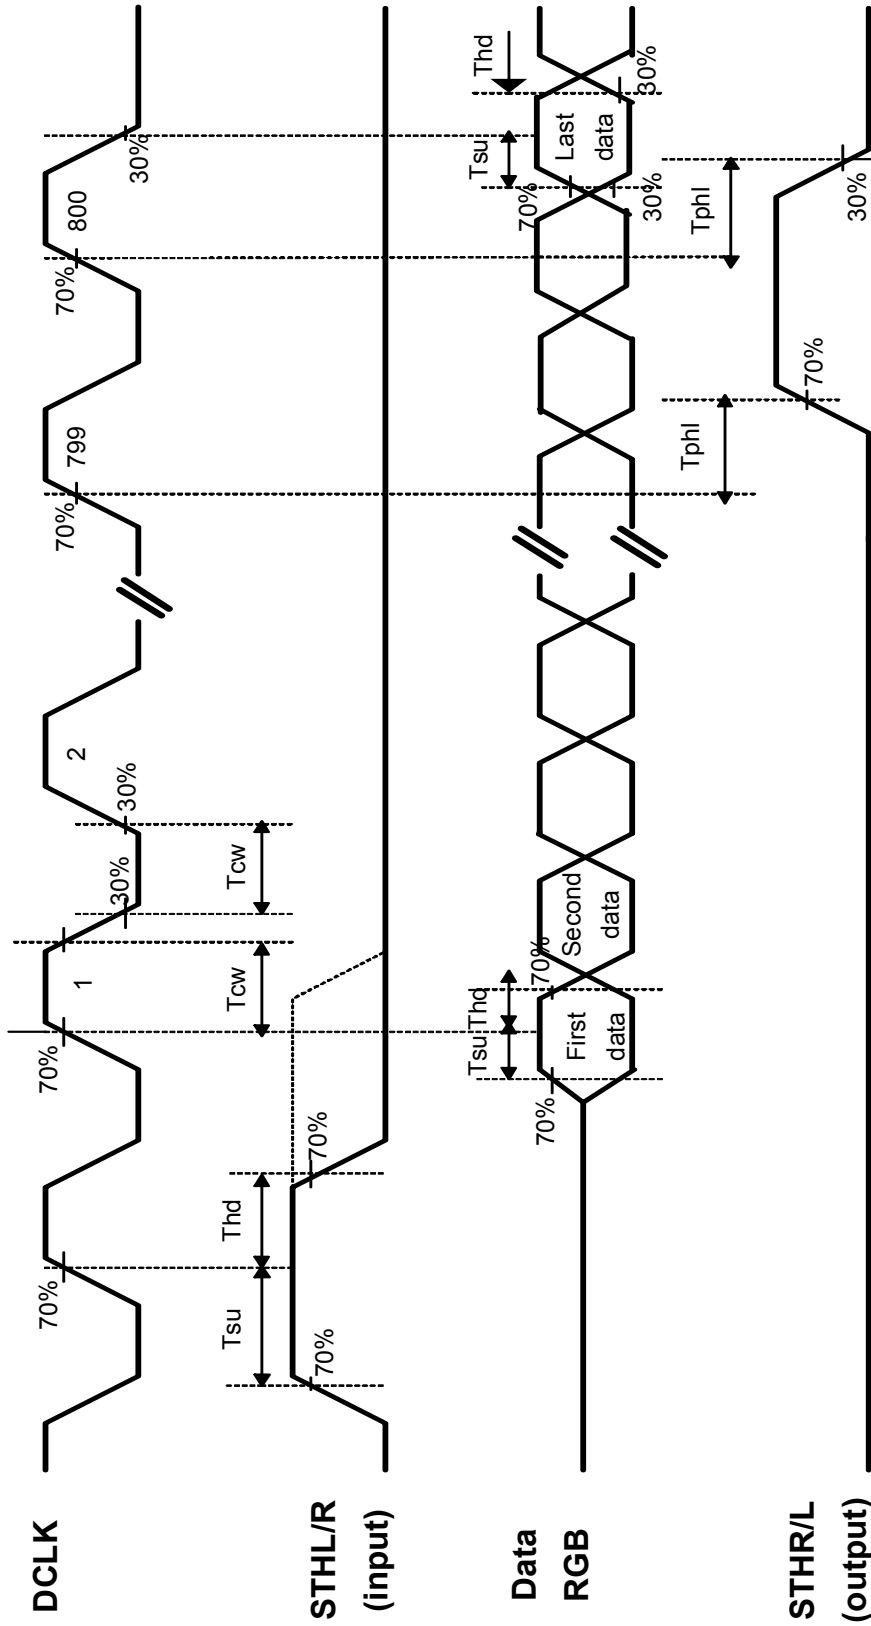 DCLK
70%
70%
1
30%
30%
2
70%
799
70%
800
30%
Tcw
Tcw
STHL/R
(input)
Tsu
Thd
70%
70%
Data
RGB
Tsu
Thd
70%
70%
First
data
Second
data
Tsu
Thd
70%
30%
Last
data
30%
STHR/L
(output)
Tphl
70%
Tphl
30%